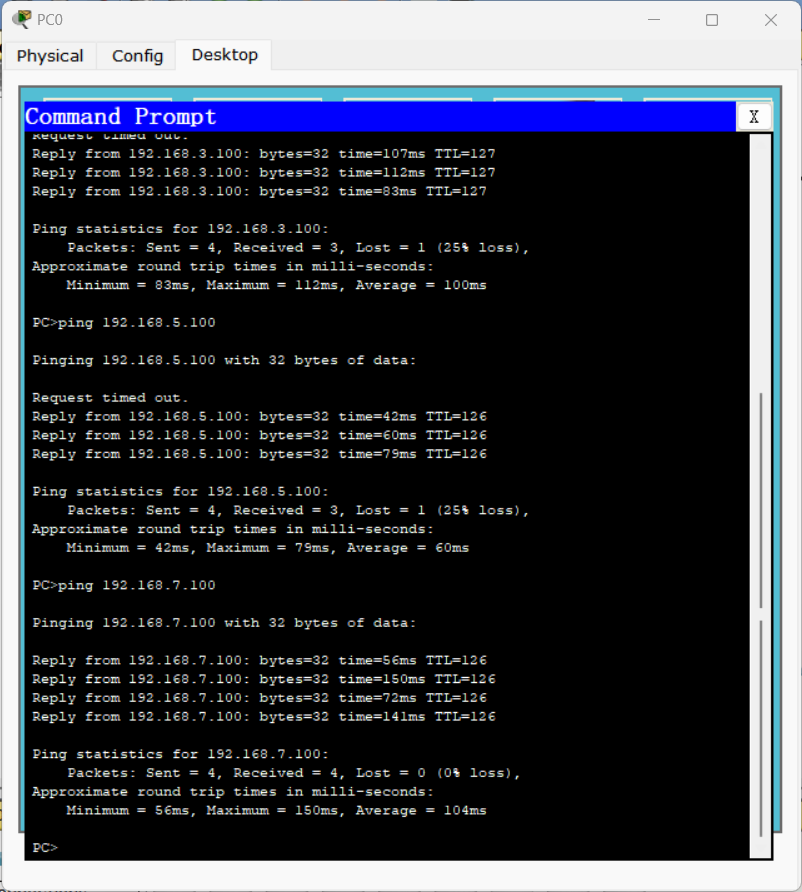 PC0
Physical Config Desktop
Command Prompt X
Request timed out.
Reply from 192.168.3.100: bytes=32 time=107ms TTL=127
Reply from 192.168.3.100: bytes=32 time=112ms TTL=127
Reply from 192.168.3.100: bytes=32 time=83ms TTL=127
Ping statistics for 192.168.3.100:
Packets: Sent = 4, Received = 3, Lost = 1 (25% loss),
Approximate round trip times in milli-seconds:
Minimum = 83ms, Maximum = 112ms, Average = 100ms
PC>ping 192.168.5.100
Pinging 192.168.5.100 with 32 bytes of data:
Request timed out.
Reply from 192.168.5.100: bytes=32 time=42ms TTL=126
Reply from 192.168.5.100: bytes=32 time=60ms TTL=126
Reply from 192.168.5.100: bytes=32 time=79ms TTL=126
Ping statistics for 192.168.5.100:
Packets: Sent = 4, Received = 3, Lost = 1 (25% loss),
Approximate round trip times in milli-seconds:
Minimum = 42ms, Maximum = 79ms, Average = 60ms
PC>ping 192.168.7.100
Pinging 192.168.7.100 with 32 bytes of data:
Reply from 192.168.7.100: bytes=32 time=56ms TTL=126
Reply from 192.168.7.100: bytes=32 time=150ms TTL=126
Reply from 192.168.7.100: bytes=32 time=72ms TTL=126
Reply from 192.168.7.100: bytes=32 time=141ms TTL=126
Ping statistics for 192.168.7.100:
Packets: Sent = 4, Received = 4, Lost = 0 (0% loss),
Approximate round trip times in milli-seconds:
Minimum = 56ms, Maximum = 150ms, Average = 104ms
PC>